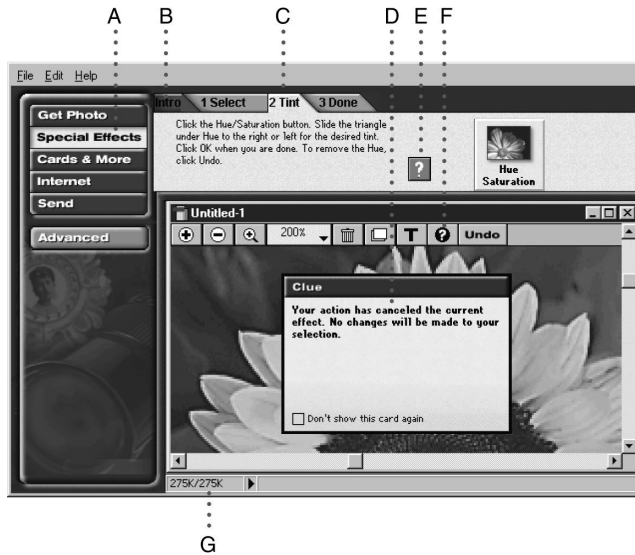 A B C D E F
File Edit Help
Intro 1 Select 2 Tint 3 Done
Get Photo
Special Effects
Cards & More
Internet
Send
Advanced
Click the Hue/Saturation button. Slide the triangle
under Hue to the right or left for the desired tint.
Click OK when you are done. To remove the Hue,
click Undo.
?
Hue
Saturation
Untitled-1
200% T ? Undo
Clue
Your action has canceled the current
effect. No changes will be made to your
selection.
Don't show this card again
275K/275K
G